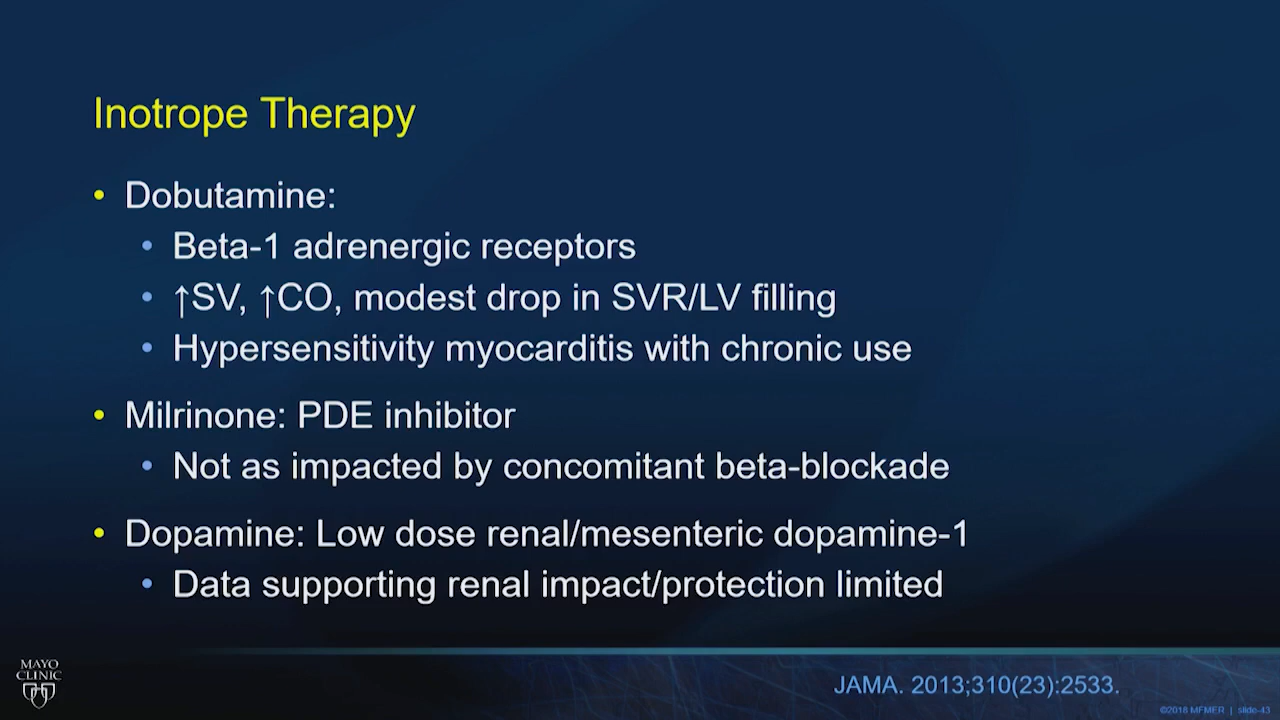 Inotrope Therapy
• Dobutamine:
• Beta-1 adrenergic receptors
• ↑SV, ↑CO, modest drop in SVR/LV filling
• Hypersensitivity myocarditis with chronic use
• Milrinone: PDE inhibitor
• Not as impacted by concomitant beta-blockade
• Dopamine: Low dose renal/mesenteric dopamine-1
• Data supporting renal impact/protection limited
MAYO
CLINIC
JAMA. 2013;310(23):2533.
©2018 MFMER | slide-43